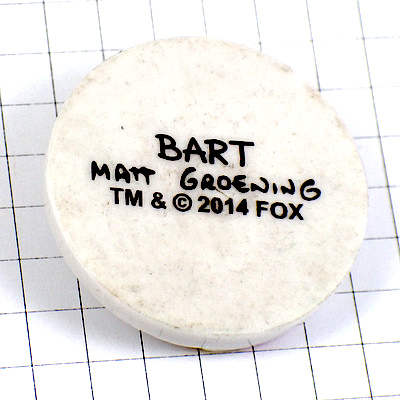 BART
MATT GROENING
TM & © 2014 FOX